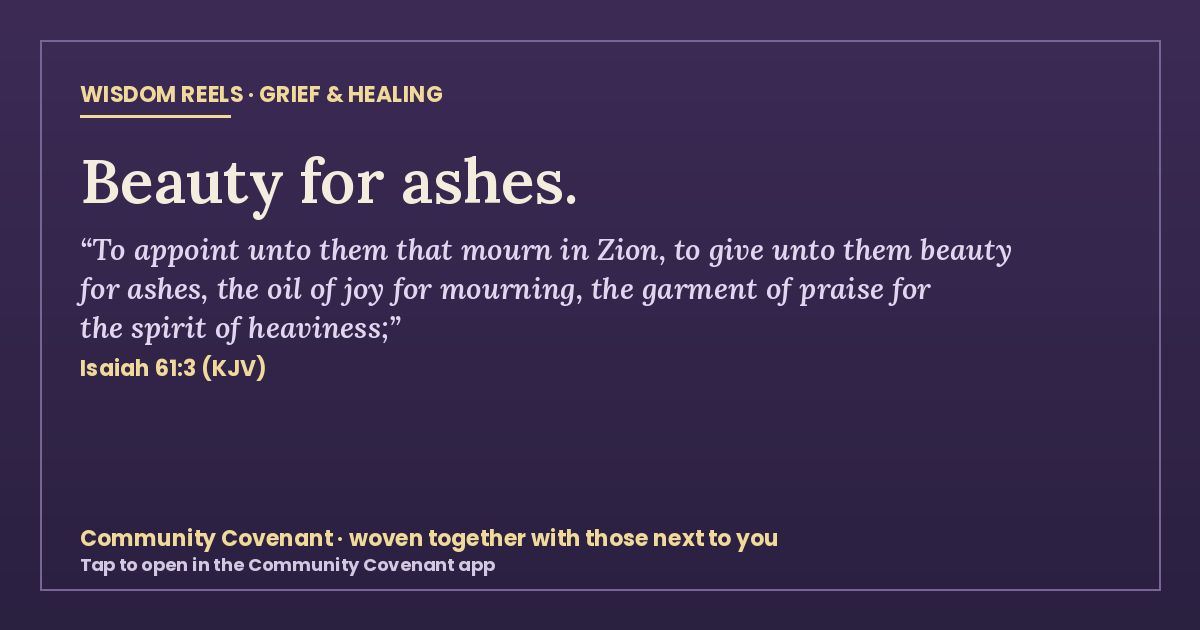 WISDOM REELS · GRIEF & HEALING
Beauty for ashes.
“To appoint unto them that mourn in Zion, to give unto them beauty
for ashes, the oil of joy for mourning, the garment of praise for
the spirit of heaviness;”
Isaiah 61:3 (KJV)
Community Covenant · woven together with those next to you
Tap to open in the Community Covenant app